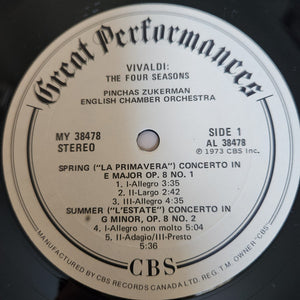 Great Performances
VIVALDI:
THE FOUR SEASONS
PINCHAS ZUKERMAN
ENGLISH CHAMBER ORCHESTRA
MY 38478
STEREO
SIDE 1
AL 38478
℗ 1973 CBS Inc.
SPRING ("LA PRIMAVERA") CONCERTO IN
E MAJOR OP. 8 NO. 1
1. I-Allegro 3:35
2. II-Largo 2:42
3. III-Allegro 4:05
SUMMER ("L'ESTATE") CONCERTO IN
G MINOR, OP. 8 NO. 2
4. I-Allegro non molto 5:04
5. II-Adagio/III-Presto
5:36
CBS
MANUFACTURED BY CBS RECORDS CANADA LTD. REG. T.M. OWNER "CBS"